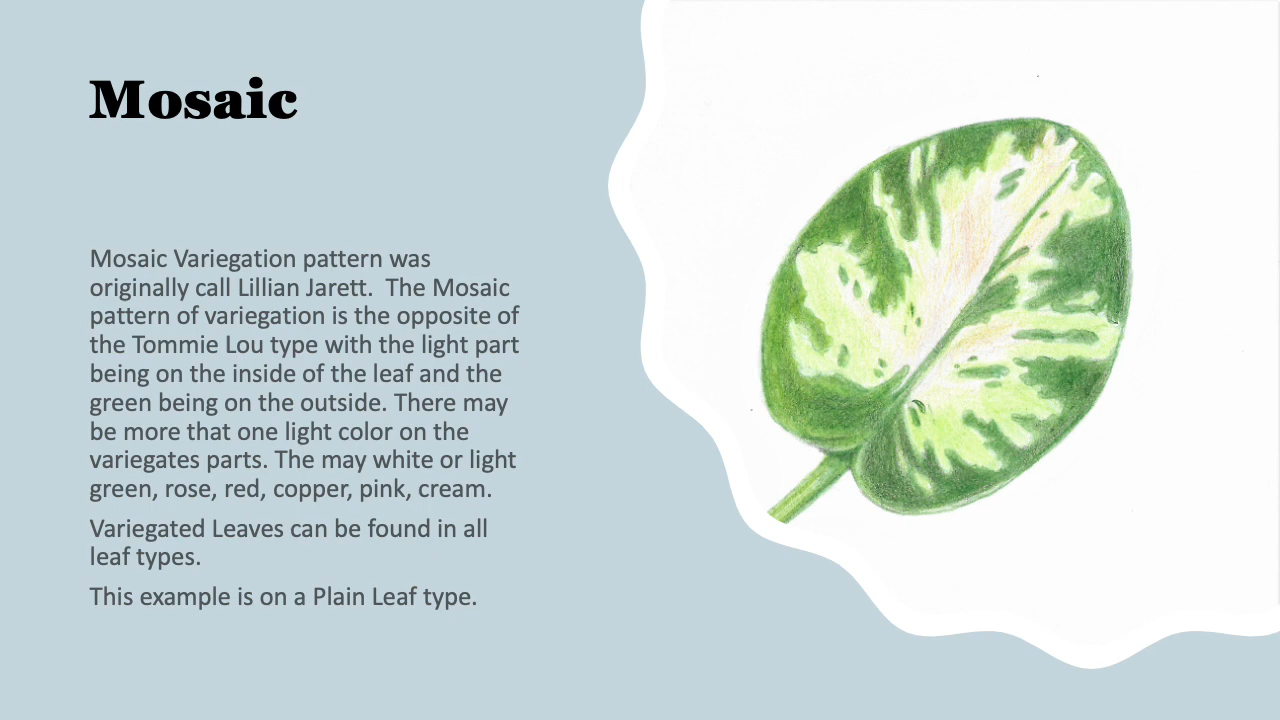 Mosaic
Mosaic Variegation pattern was
originally call Lillian Jarett.  The Mosaic
pattern of variegation is the opposite of
the Tommie Lou type with the light part
being on the inside of the leaf and the
green being on the outside. There may
be more that one light color on the
variegates parts. The may white or light
green, rose, red, copper, pink, cream.
Variegated Leaves can be found in all
leaf types.
This example is on a Plain Leaf type.